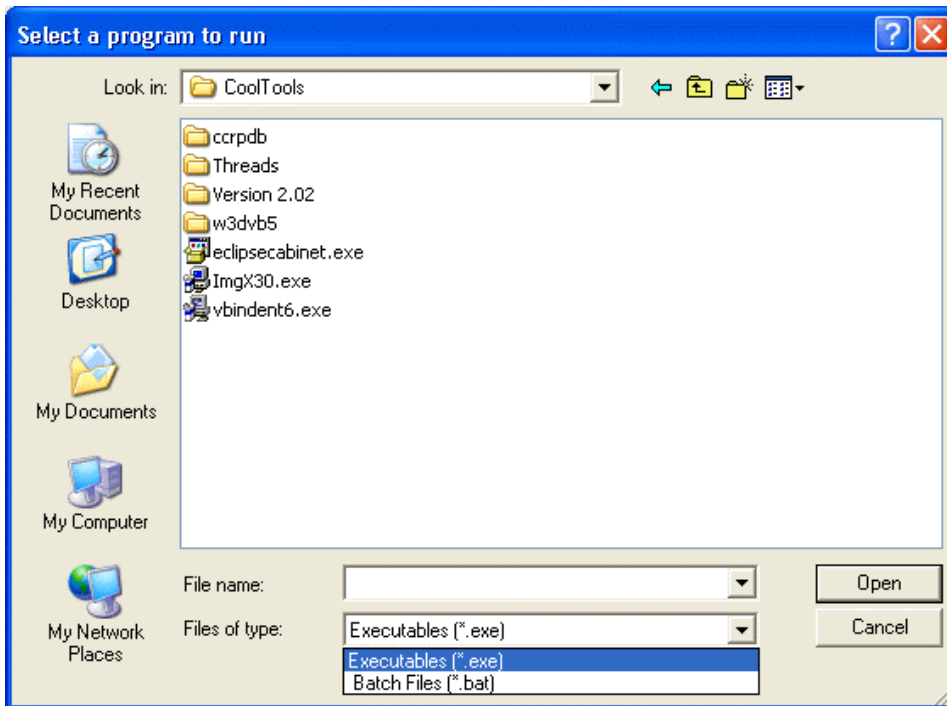 Select a program to run
Look in: CoolTools
ccrpdb
Threads
Version 2.02
w3dvb5
eclipsecabinet.exe
ImgX30.exe
vbindent6.exe
My Recent
Documents
Desktop
My Documents
My Computer
My Network
Places
File name:
Open
Files of type: Executables (*.exe)
Cancel
Executables (*.exe)
Batch Files (*.bat)